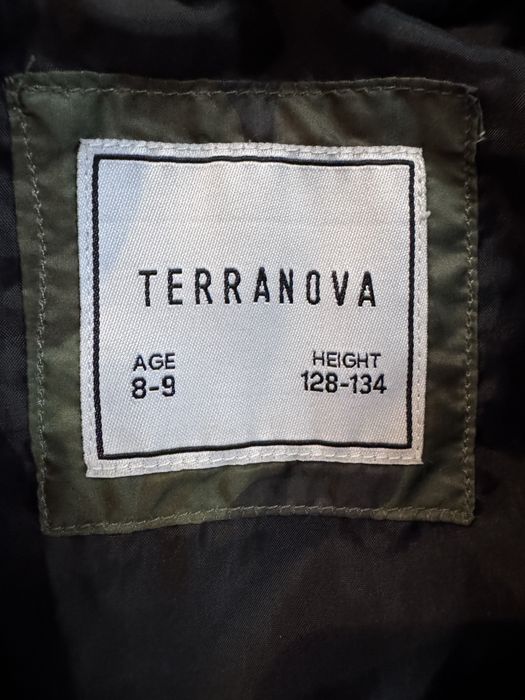 TERRANOVA
AGE HEIGHT
8-9 128-134